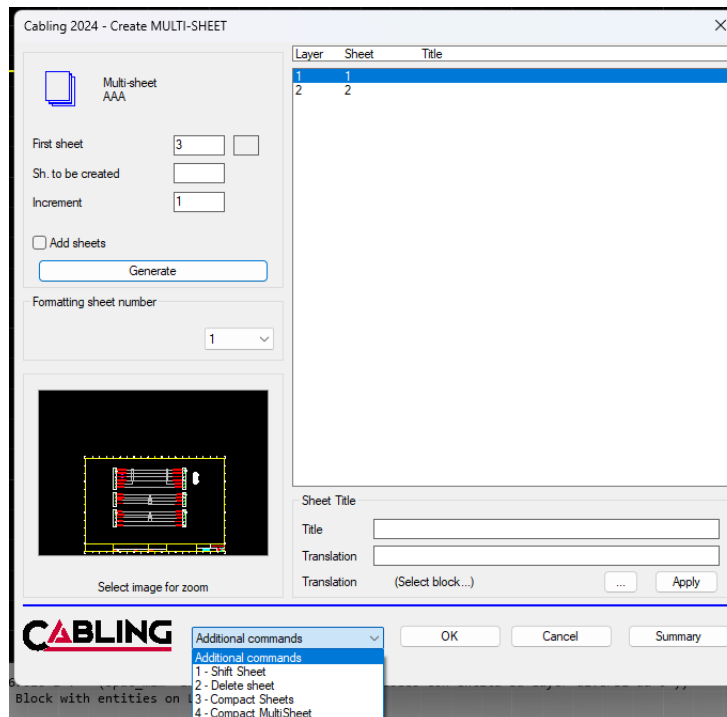 Cabling 2024 - Create MULTI-SHEET
Layer Sheet Title
Multi-sheet
AAA
1 1
2 2
First sheet 3
Sh. to be created
Increment 1
Add sheets
Generate
Formatting sheet number
1
Select image for zoom
Sheet Title
Title
Translation
Translation (Select block...) ... Apply
CABLING
Additional commands OK Cancel Summary
Additional commands
1 - Shift Sheet
2 - Delete sheet
3 - Compact Sheets
4 - Compact MultiSheet
Block with entities on